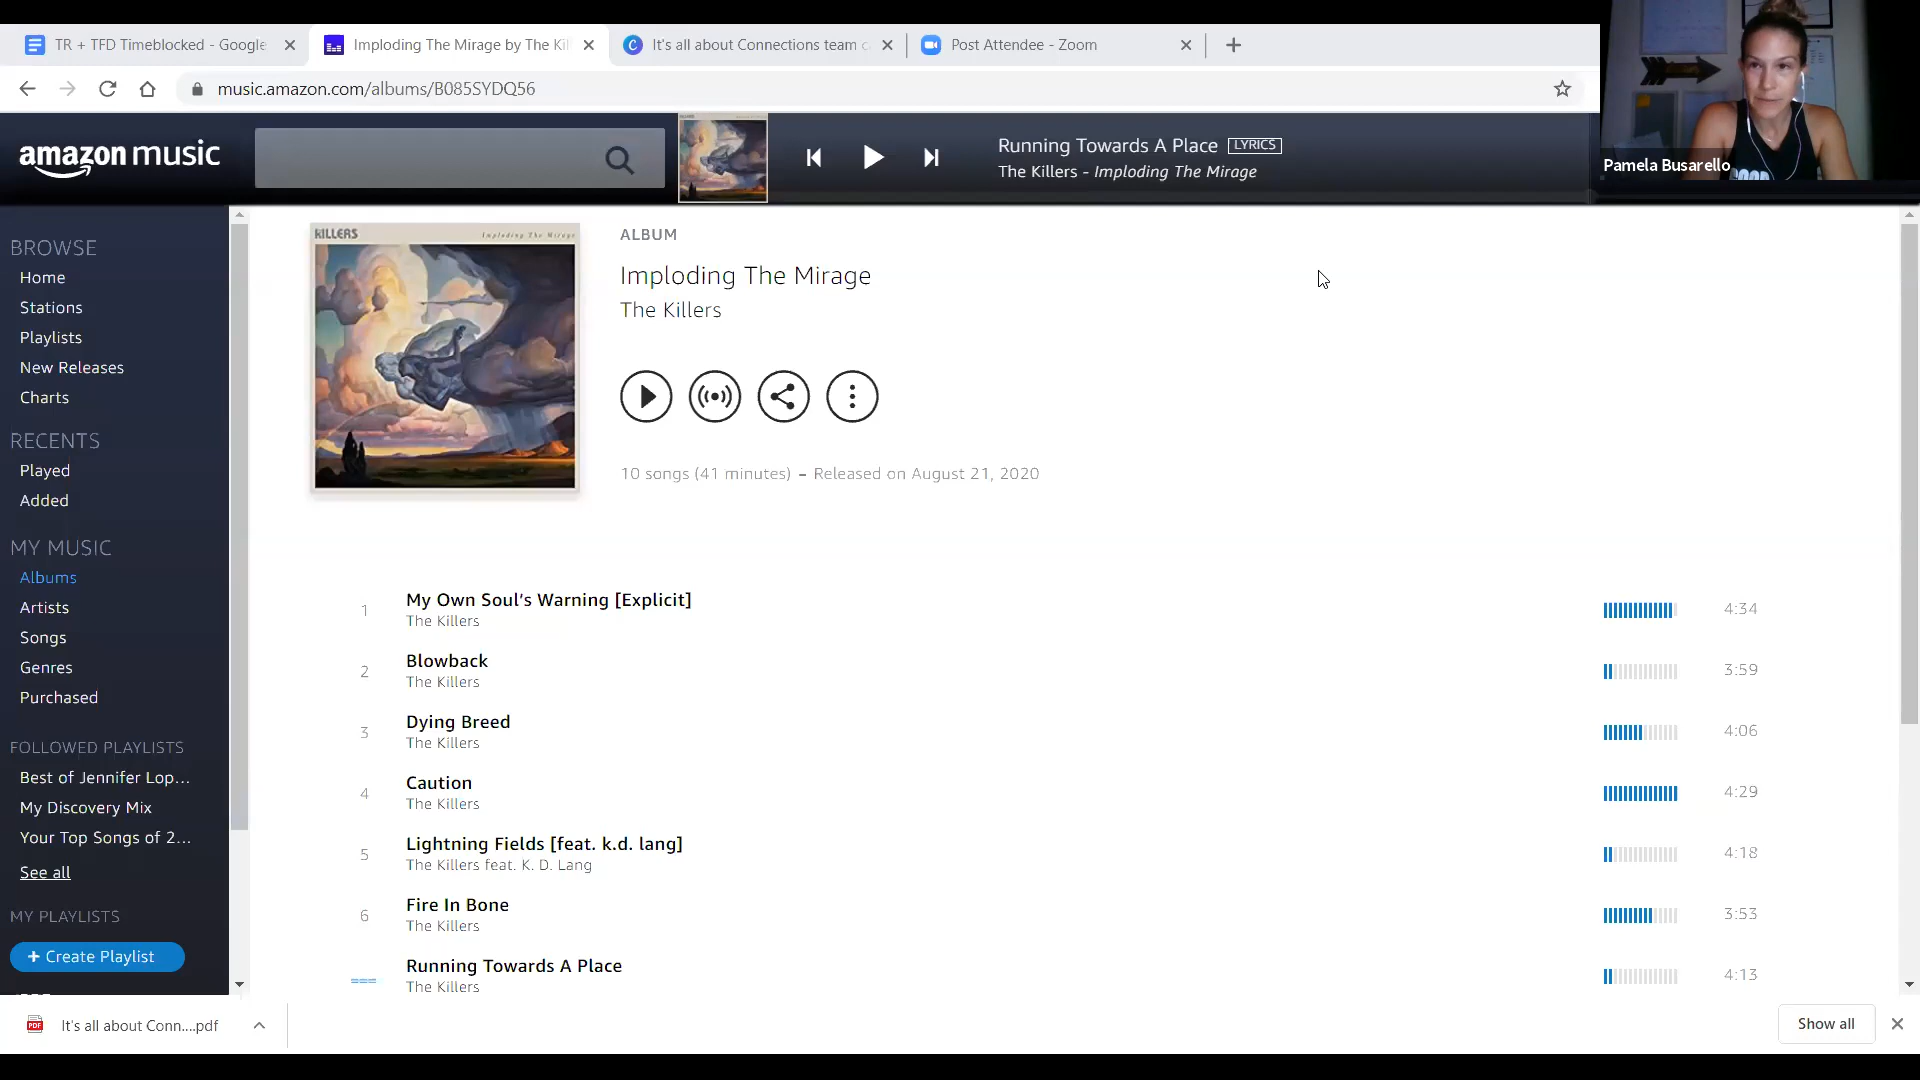 TR + TFD Timeblocked - Google
Imploding The Mirage by The Kil
It's all about Connections team c
Post Attendee - Zoom
music.amazon.com/albums/B085SYDQ56
amazon music
Running Towards A Place LYRICS
The Killers - Imploding The Mirage
Pamela Busarello
BROWSE
Home
Stations
Playlists
New Releases
Charts
RECENTS
Played
Added
MY MUSIC
Albums
Artists
Songs
Genres
Purchased
FOLLOWED PLAYLISTS
Best of Jennifer Lop...
My Discovery Mix
Your Top Songs of 2...
See all
MY PLAYLISTS
+ Create Playlist
KILLERS
Imploding The Mirage
ALBUM
Imploding The Mirage
The Killers
10 songs (41 minutes) – Released on August 21, 2020
1 My Own Soul's Warning [Explicit] 4:34
The Killers
2 Blowback 3:59
The Killers
3 Dying Breed 4:06
The Killers
4 Caution 4:29
The Killers
5 Lightning Fields [feat. k.d. lang] 4:18
The Killers feat. K. D. Lang
6 Fire In Bone 3:53
The Killers
Running Towards A Place 4:13
The Killers
PDF
It's all about Conn....pdf
Show all